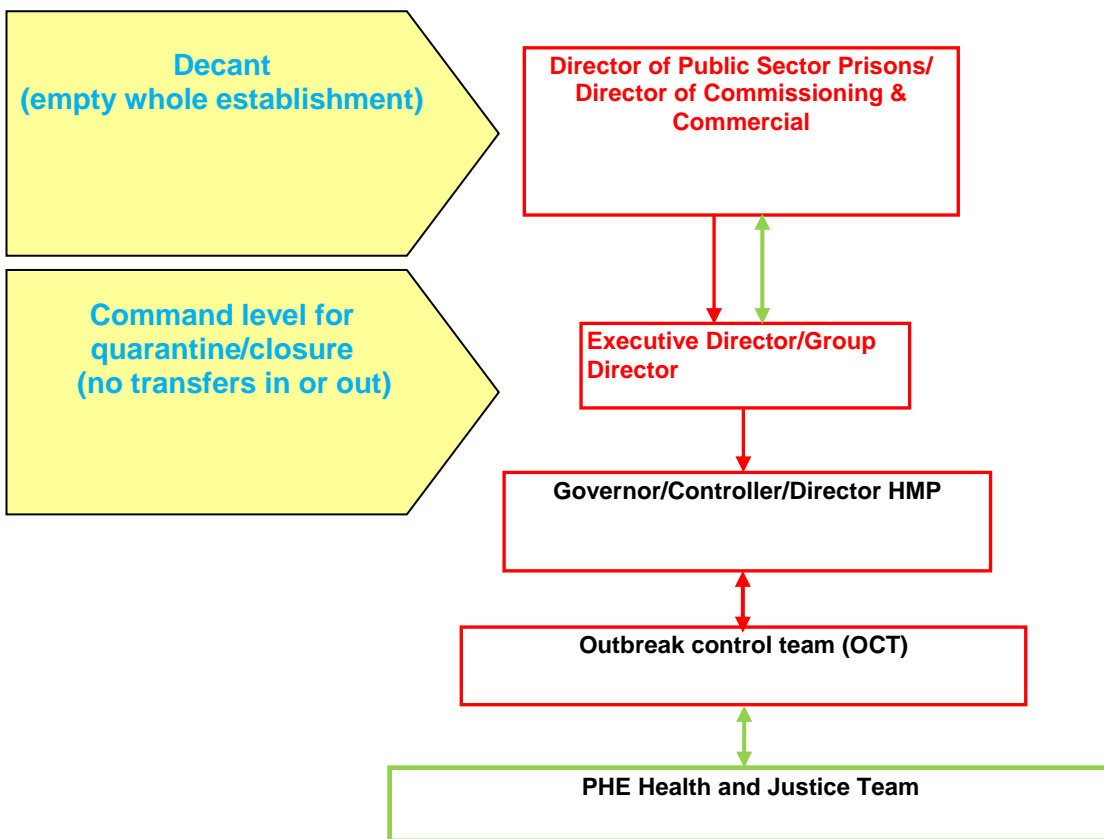 Decant
(empty whole establishment)
Director of Public Sector Prisons/
Director of Commissioning &
Commercial
Command level for
quarantine/closure
(no transfers in or out)
Executive Director/Group
Director
Governor/Controller/Director HMP
Outbreak control team (OCT)
PHE Health and Justice Team